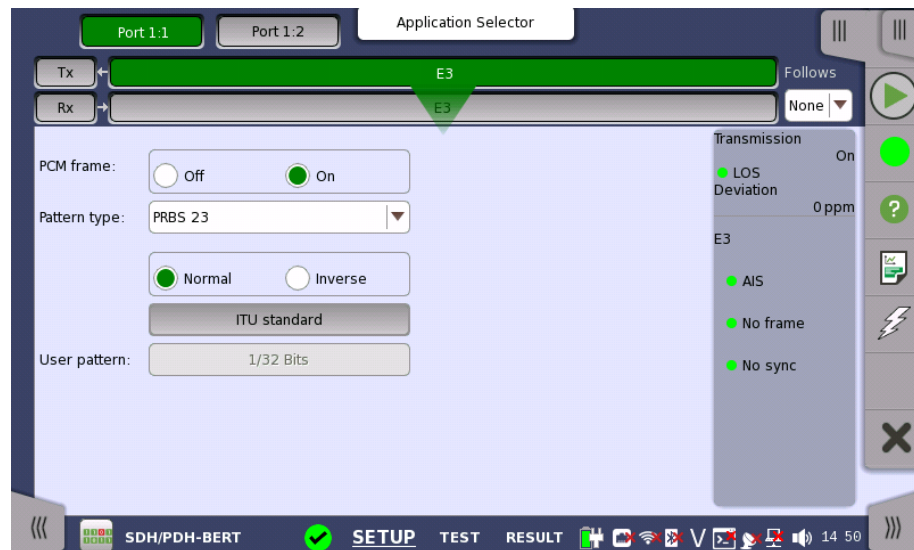 Port 1:1 Port 1:2 Application Selector
Tx E3 Follows
Rx E3 None
Transmission
PCM frame: Off On On
LOS
Deviation
Pattern type: PRBS 23 0 ppm
E3
Normal Inverse AIS
ITU standard No frame
User pattern: 1/32 Bits No sync
SDH/PDH-BERT SETUP TEST RESULT V 14 50